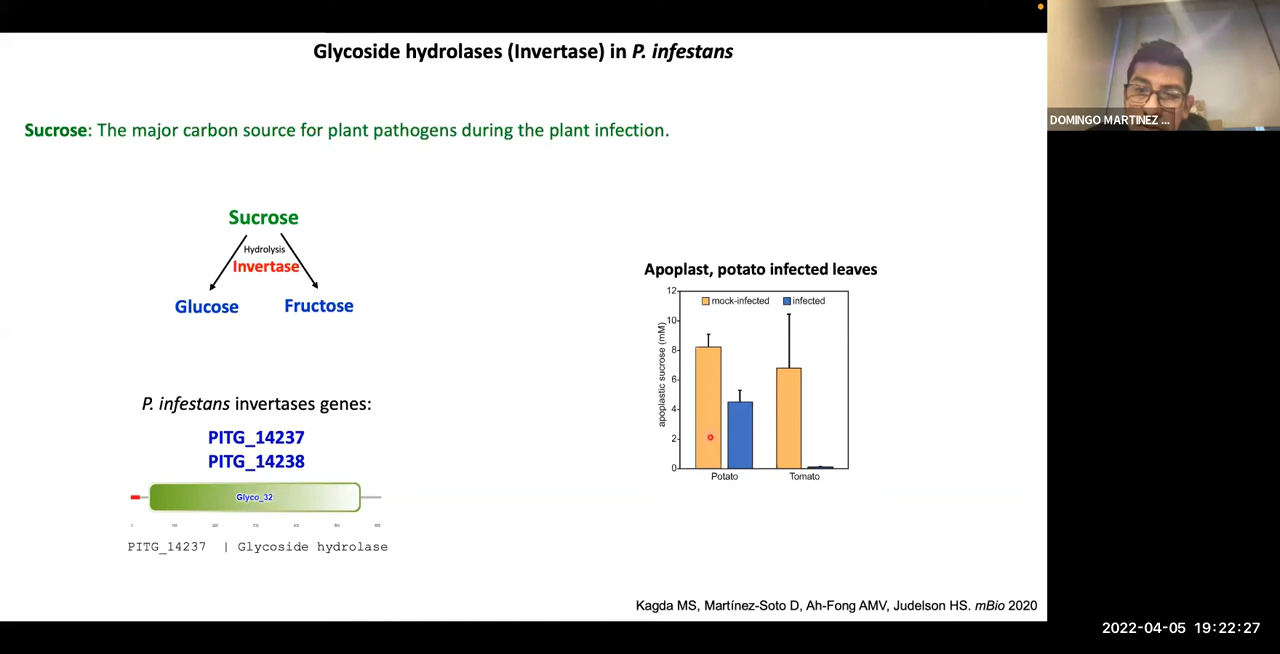 Glycoside hydrolases (Invertase) in P. infestans
DOMINGO MARTINEZ ...
Sucrose: The major carbon source for plant pathogens during the plant infection.
Sucrose
Hydrolysis
Invertase
Glucose
Fructose
Apoplast, potato infected leaves
mock-infected
infected
apoplastic sucrose (mM)
12
10
8
6
4
2
0
Potato
Tomato
P. infestans invertases genes:
PITG_14237
PITG_14238
Glyco_32
PITG_14237 | Glycoside hydrolase
Kagda MS, Martínez-Soto D, Ah-Fong AMV, Judelson HS. mBio 2020
2022-04-05 19:22:27